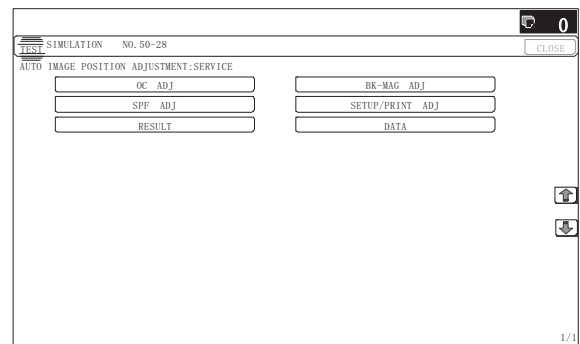 0
TEST SIMULATION NO. 50-28 CLOSE
AUTO IMAGE POSITION ADJUSTMENT:SERVICE
OC ADJ BK-MAG ADJ
SPF ADJ SETUP/PRINT ADJ
RESULT DATA
1/1